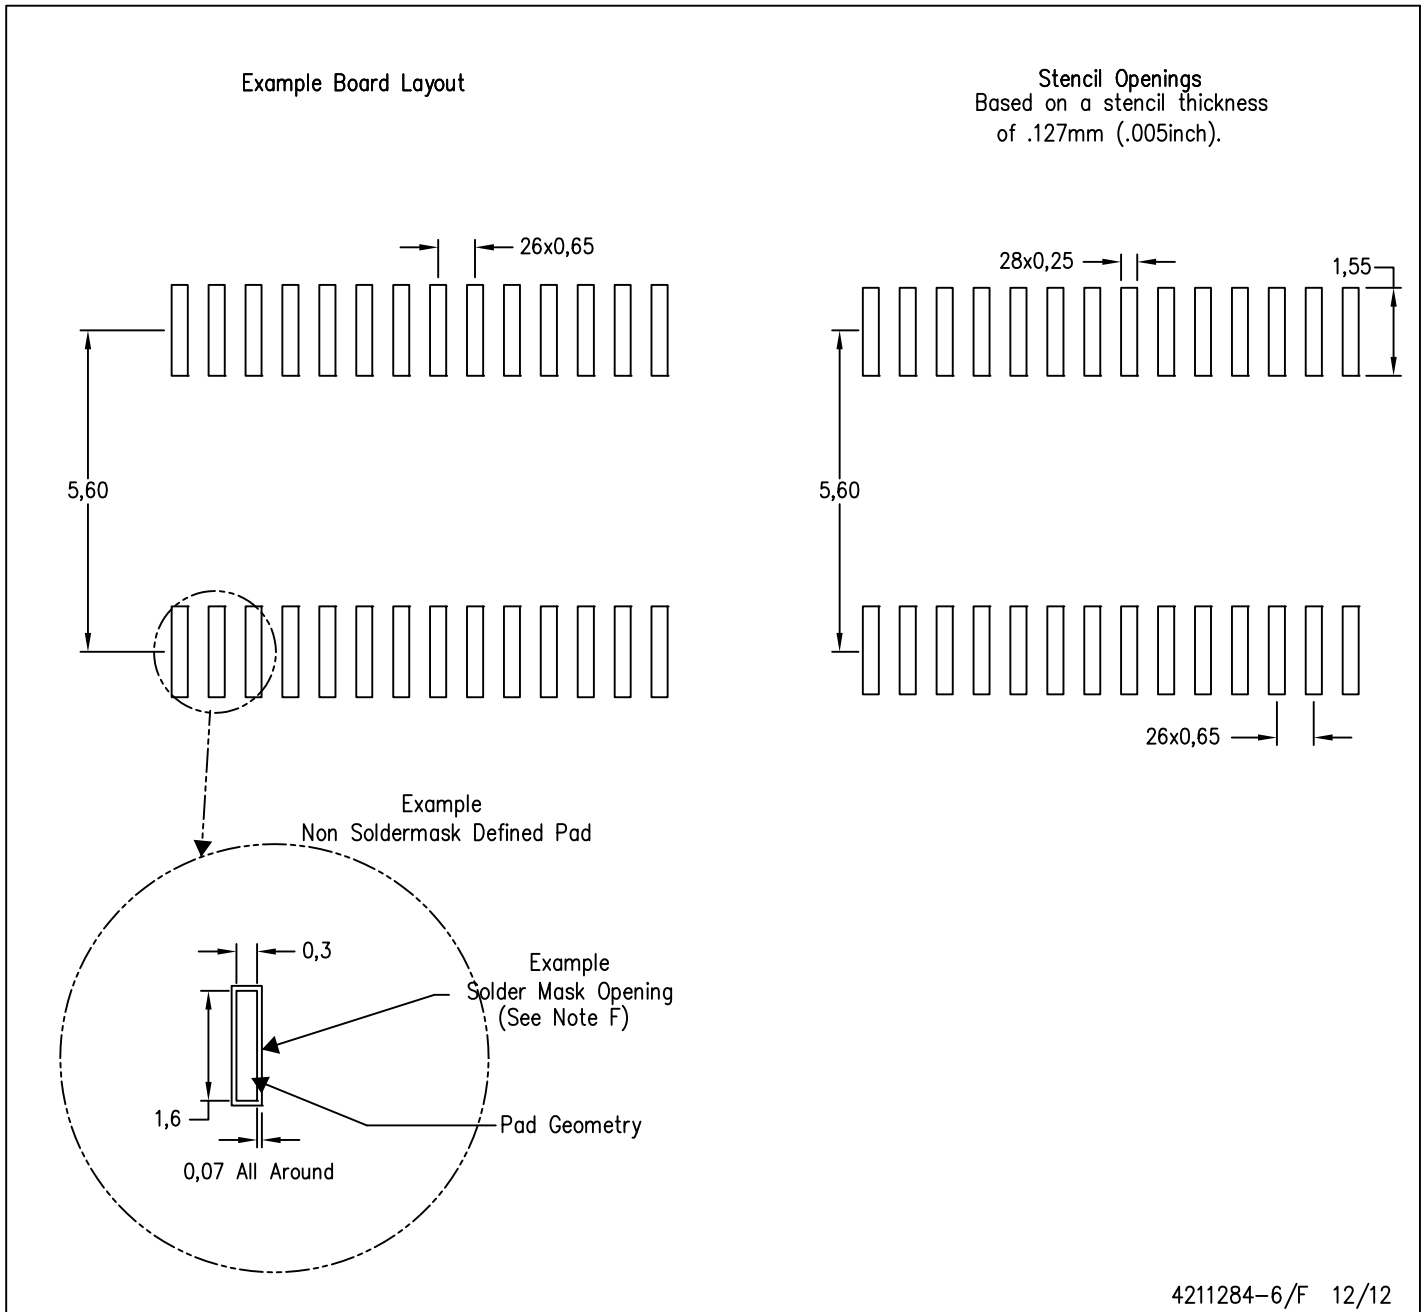 Example Board Layout
Stencil Openings
Based on a stencil thickness
of .127mm (.005inch).
26x0,65
28x0,25
1,55
5,60
5,60
26x0,65
Example
Non Soldermask Defined Pad
0,3
Example
Solder Mask Opening
(See Note F)
1,6
Pad Geometry
0,07 All Around
4211284-6/F 12/12